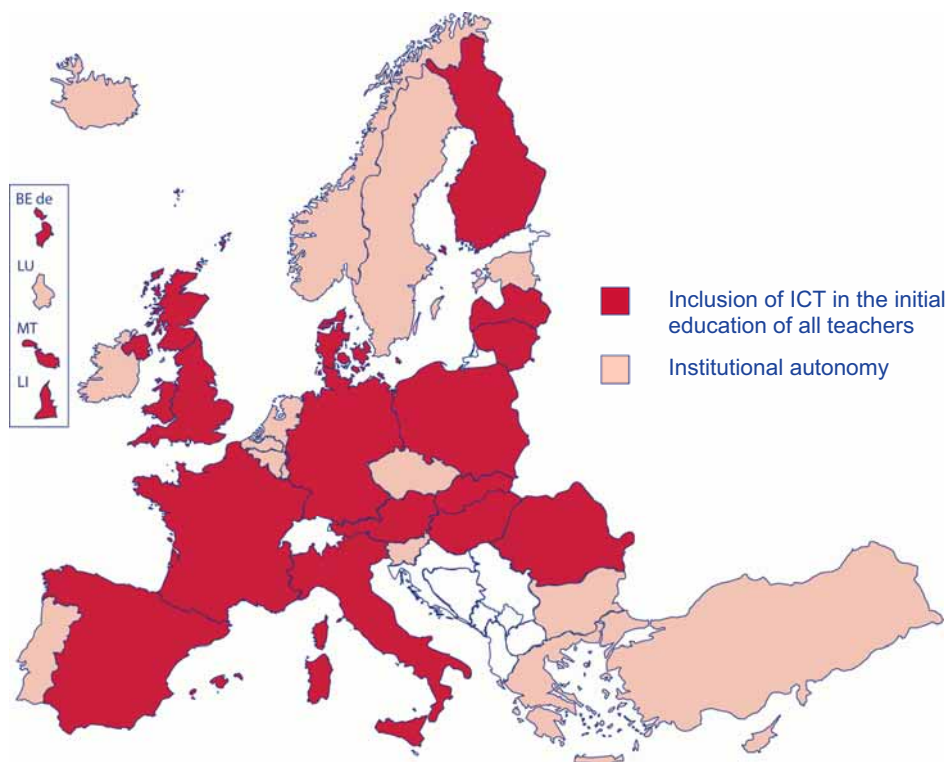 BE de
LU
MT
LI
Inclusion of ICT in the initial
education of all teachers
Institutional autonomy